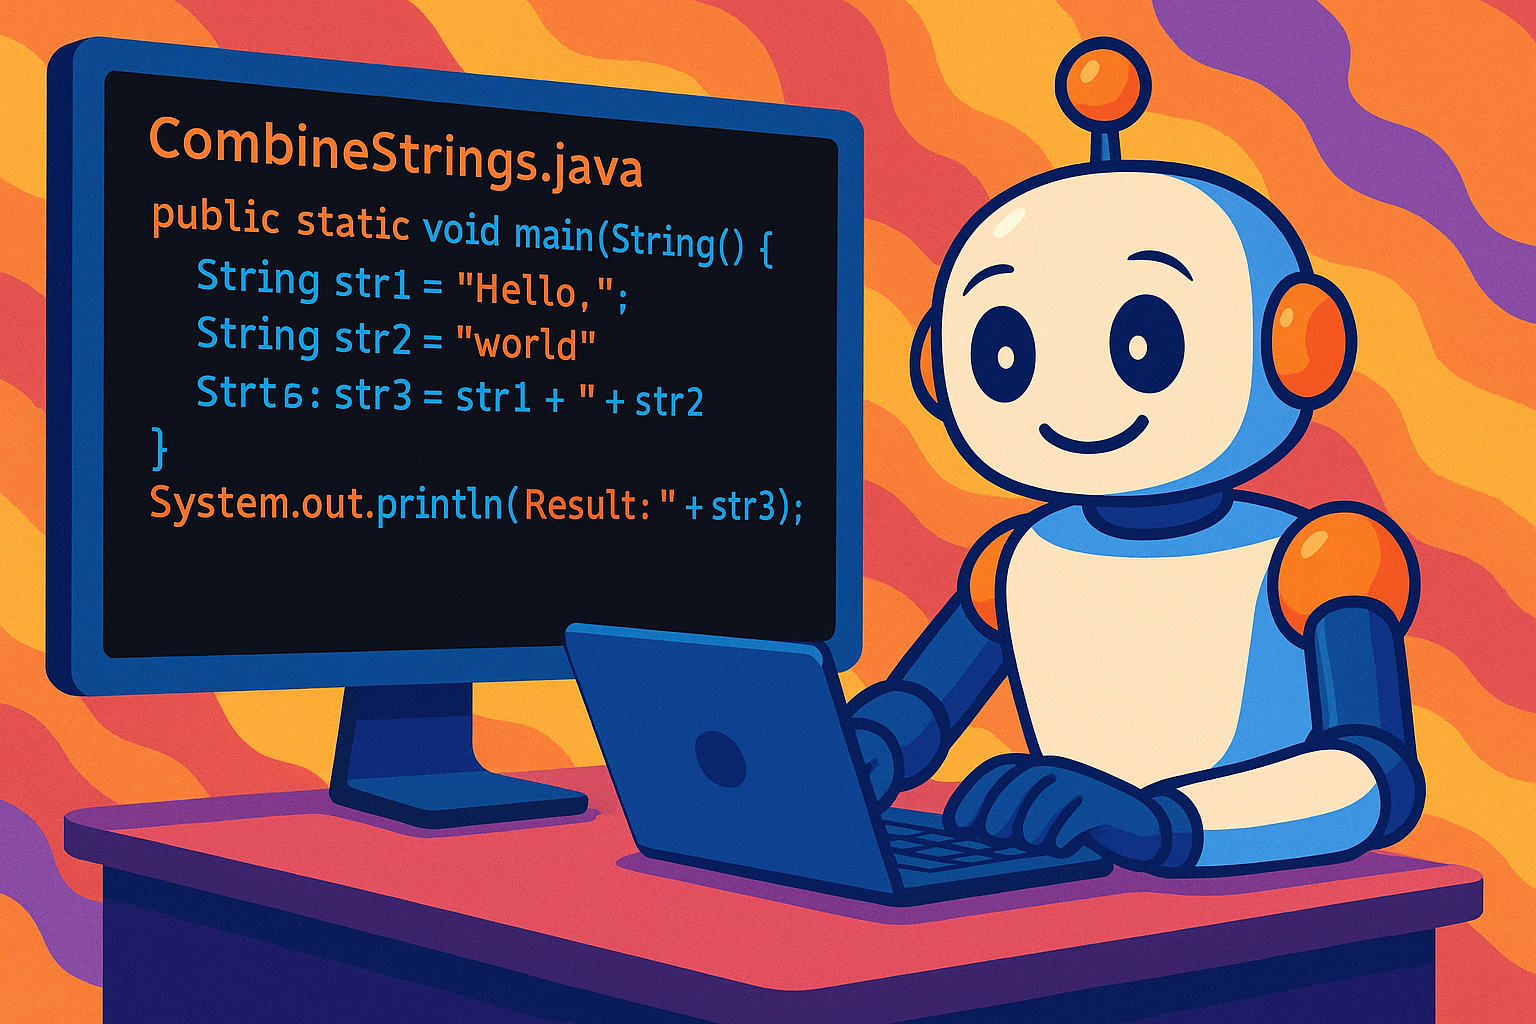 CombineStrings.java
public static void main(String() {
String str1 = "Hello,";
String str2 = "world"
Strt6: str3 = str1 + " + str2
}
System.out.println(Result: " + str3);